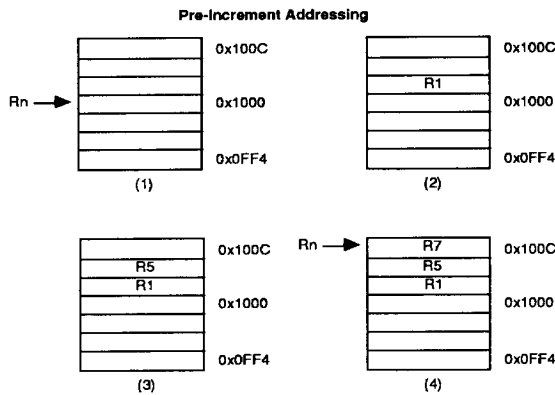 Pre-Increment Addressing
0x100C
Rn
0x1000
0x0FF4
(1)
0x100C
R1
0x1000
0x0FF4
(2)
0x100C
R5
R1
0x1000
0x0FF4
(3)
Rn
R7
0x100C
R5
R1
0x1000
0x0FF4
(4)